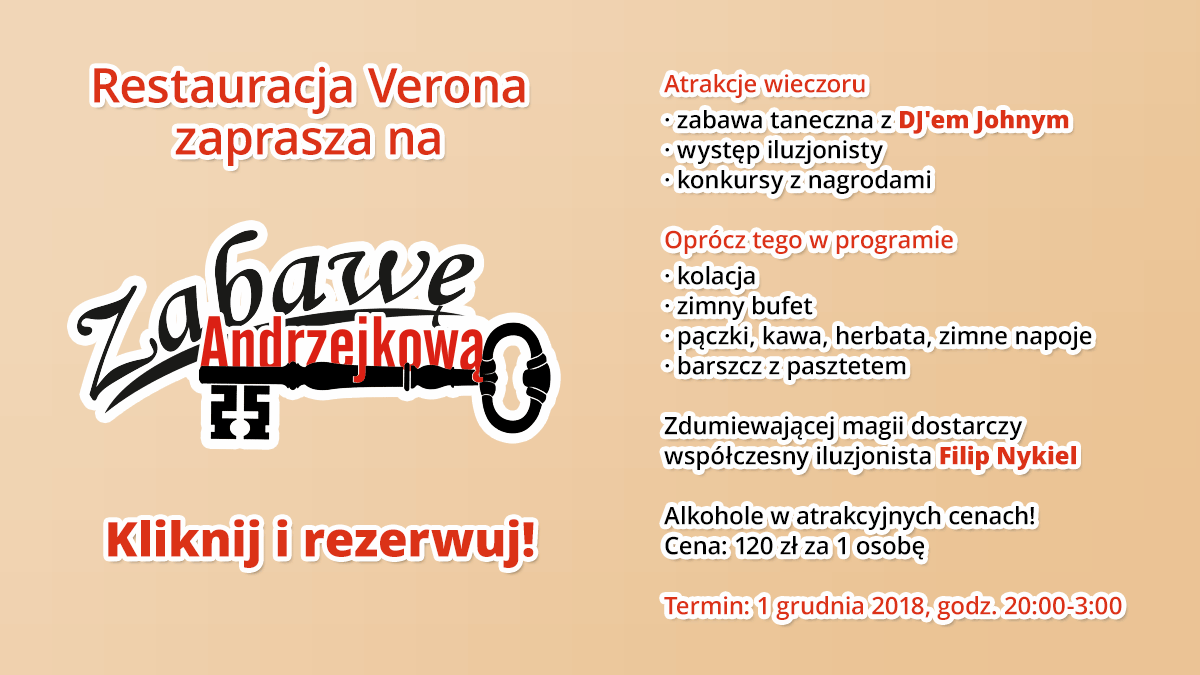 Restauracja Verona
zaprasza na
Zabawę
Andrzejkową
Kliknij i rezerwuj!
Atrakcje wieczoru
· zabawa taneczna z DJ'em Johnym
· występ iluzjonisty
· konkursy z nagrodami
Oprócz tego w programie
· kolacja
· zimny bufet
· pączki, kawa, herbata, zimne napoje
· barszcz z pasztetem
Zdumiewającej magii dostarczy
współczesny iluzjonista Filip Nykiel
Alkohole w atrakcyjnych cenach!
Cena: 120 zł za 1 osobę
Termin: 1 grudnia 2018, godz. 20:00-3:00